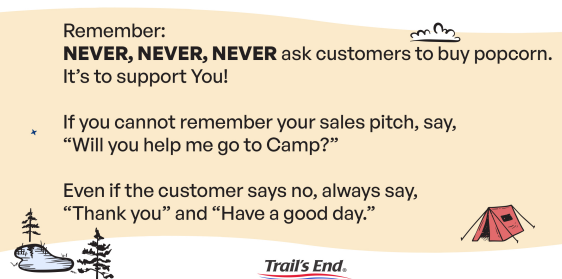 Remember:
NEVER, NEVER, NEVER ask customers to buy popcorn.
It's to support You!
If you cannot remember your sales pitch, say,
“Will you help me go to Camp?”
Even if the customer says no, always say,
“Thank you” and “Have a good day.”
Trail's End®